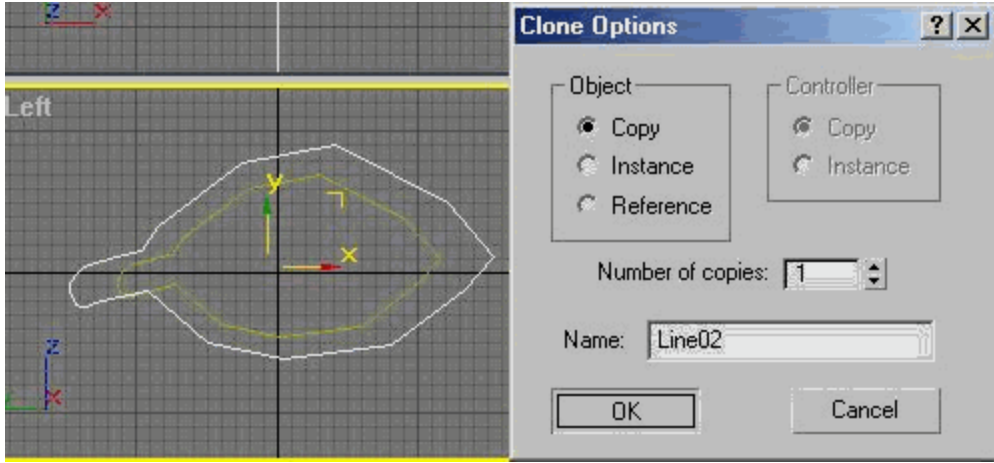 Z X
Left
y
x
Z
X
Clone Options ? ×
Object
Copy
Instance
Reference
Controller
Copy
Instance
Number of copies: 1
Name: Line02
OK Cancel